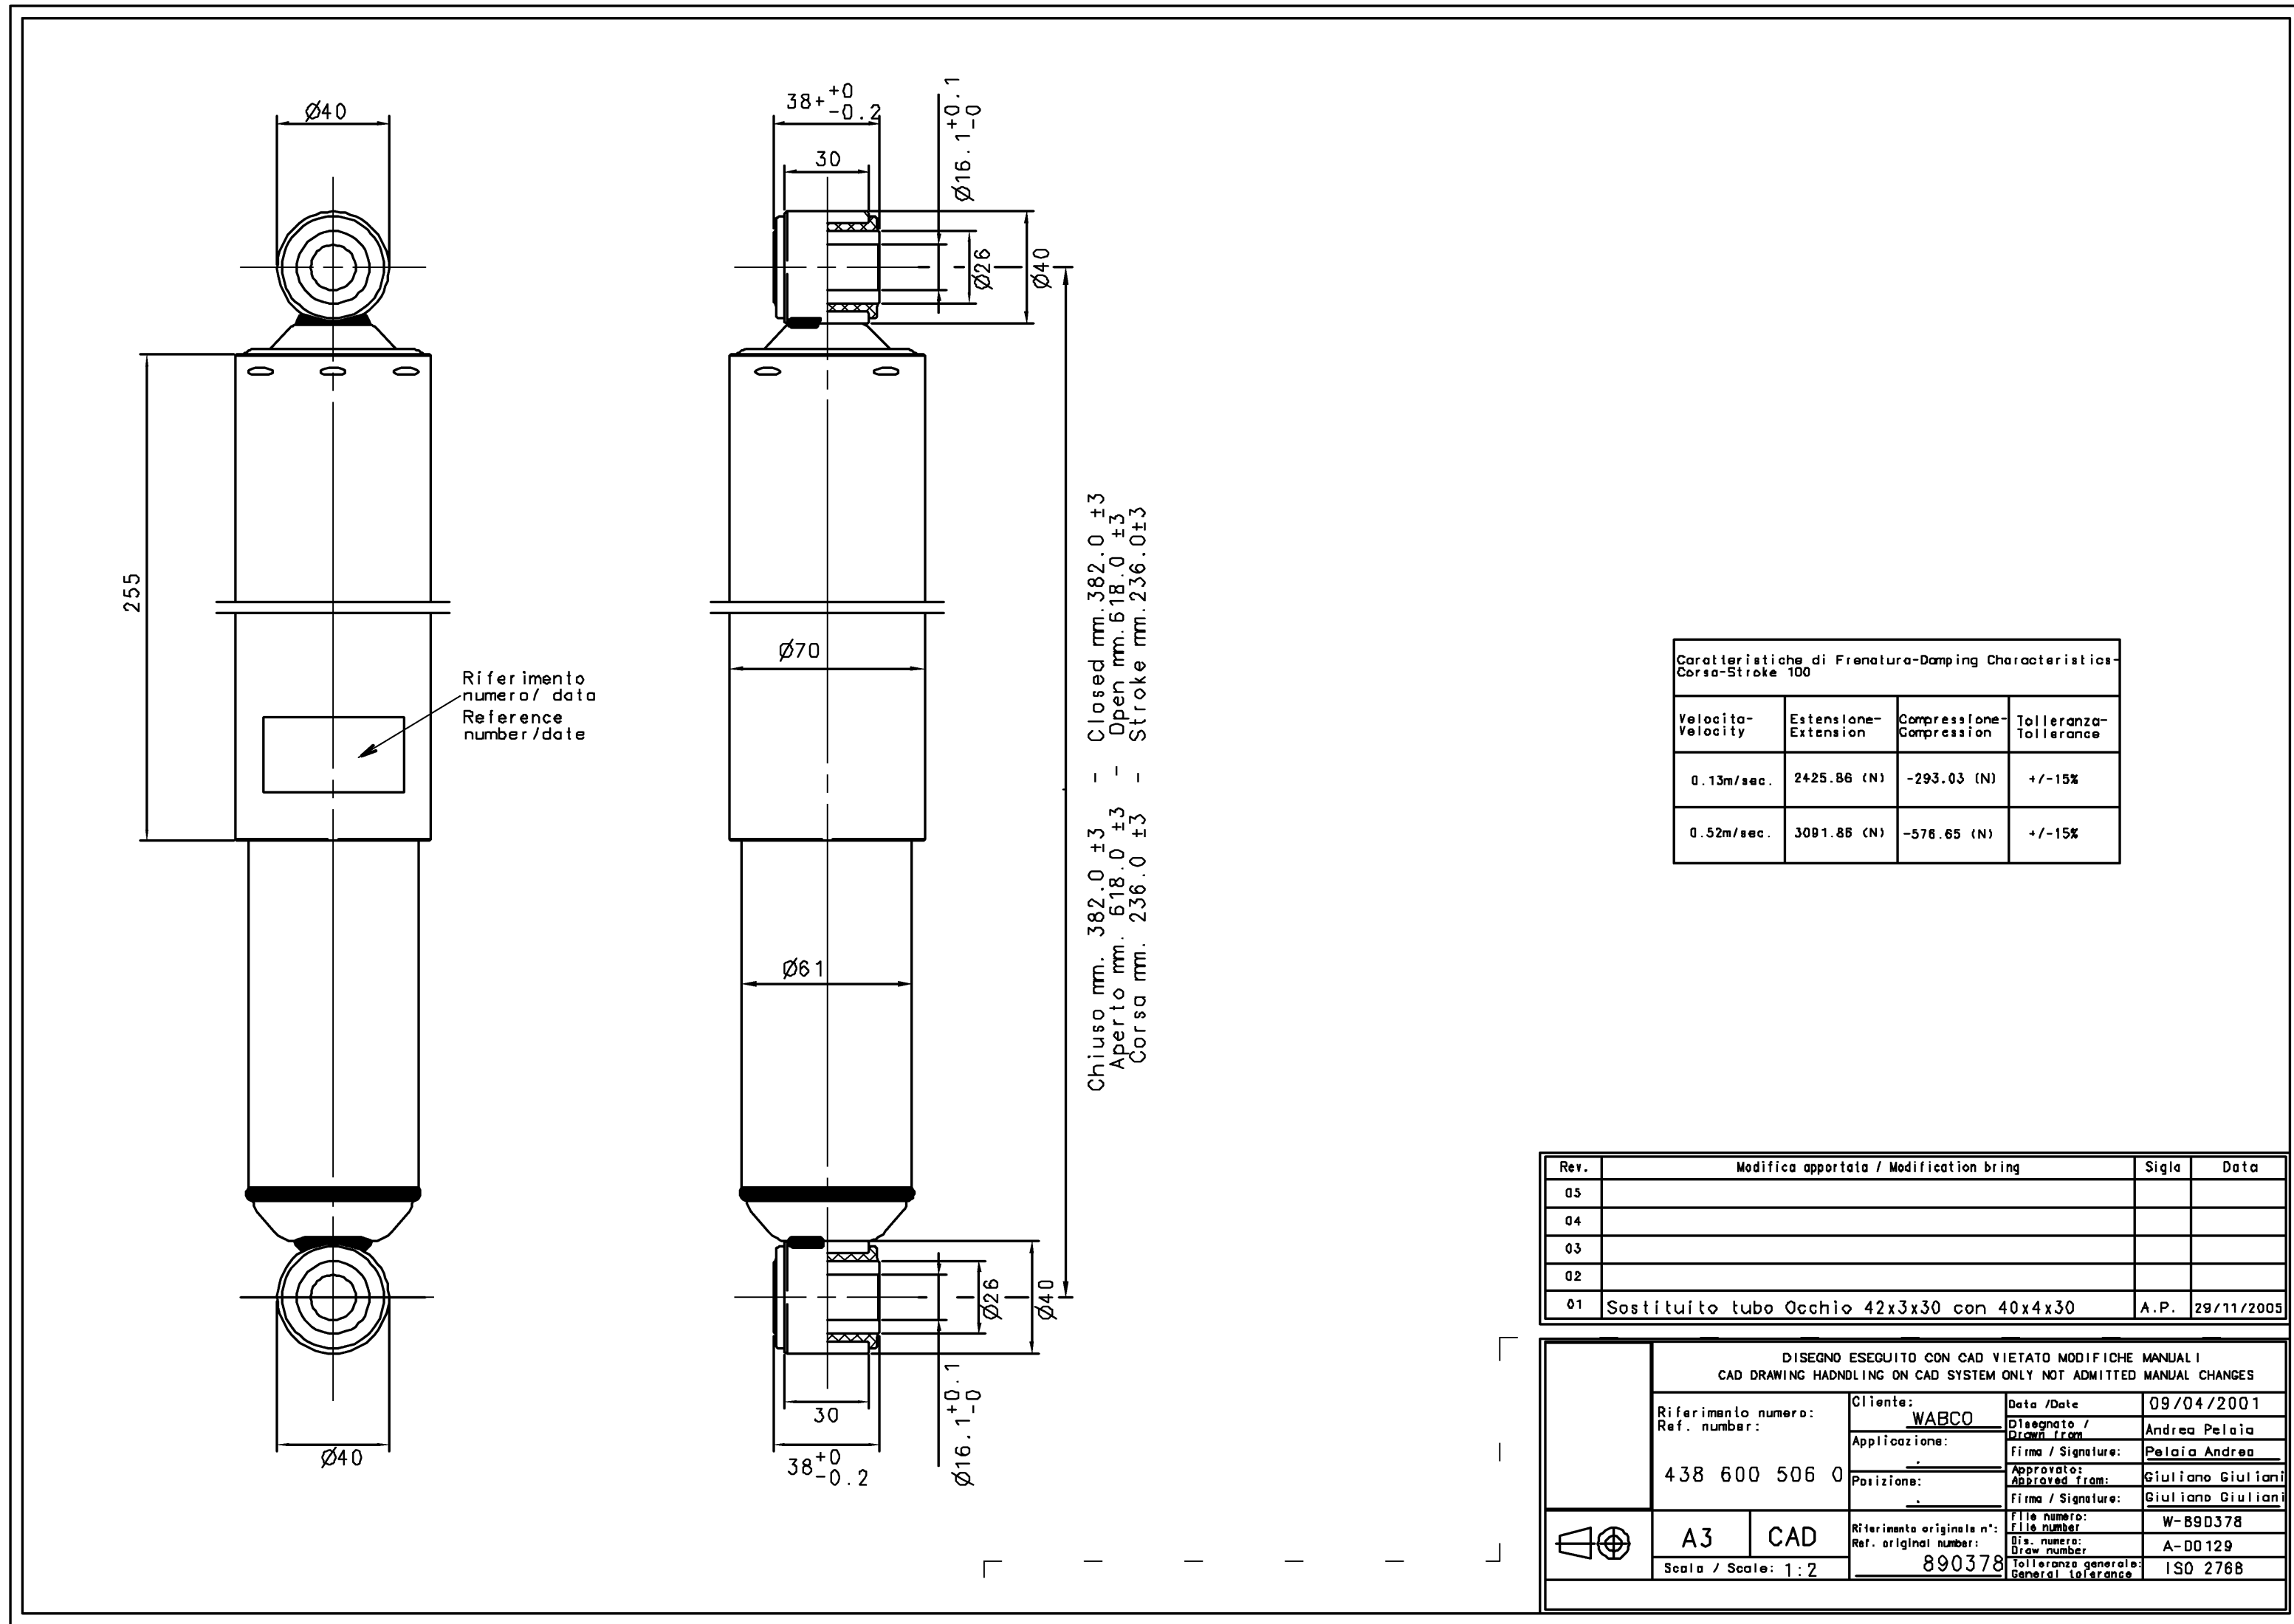 Ø40
255
Riferimento
numero/ data
Reference
number/date
38+ +0
-0.2
30
Ø16.1 +0.1
-0
Ø26
Ø40
Ø70
Ø61
Chiuso mm. 382.0 ±3 - Closed mm.382.0 ±3
Aperto mm. 618.0 ±3 - Open mm.618.0 ±3
Corsa mm. 236.0 ±3 - Stroke mm.236.0±3
Ø26
Ø40
30
38 +0
-0.2
Ø16.1 +0.1
-0
Ø40
Caratteristiche di Frenatura-Damping Characteristics-
Corsa-Stroke 100
Velocita-
Velocity
Estensione-
Extension
Compressione-
Compression
Tolleranza-
Tollerance
0.13m/sec. 2425.86 (N) -293.03 (N) +/-15%
0.52m/sec. 3091.86 (N) -576.65 (N) +/-15%
Rev. Modifica apportata / Modification bring Sigla Data
05
04
03
02
01 Sostituito tubo Occhio 42x3x30 con 40x4x30 A.P. 29/11/2005
DISEGNO ESEGUITO CON CAD VIETATO MODIFICHE MANUALI
CAD DRAWING HADNDLING ON CAD SYSTEM ONLY NOT ADMITTED MANUAL CHANGES
Riferimento numero:
Ref. number:
438 600 506 0
Cliente:
WABCO
Applicazione:
.
Posizione:
.
Data /Date 09/04/2001
Disegnato /
Drawn from
Andrea Pelaia
Firma / Signature: Pelaia Andrea
Approvato:
Approved from:
Giuliano Giuliani
Firma / Signature: Giuliano Giuliani
A3 CAD
Scala / Scale: 1:2
Riferimento originale n°:
Ref. original number:
890378
File numero:
File number
W-890378
Dis. numero:
Draw number
A-D0129
Tolleranza generale:
General tolerance
ISO 2768